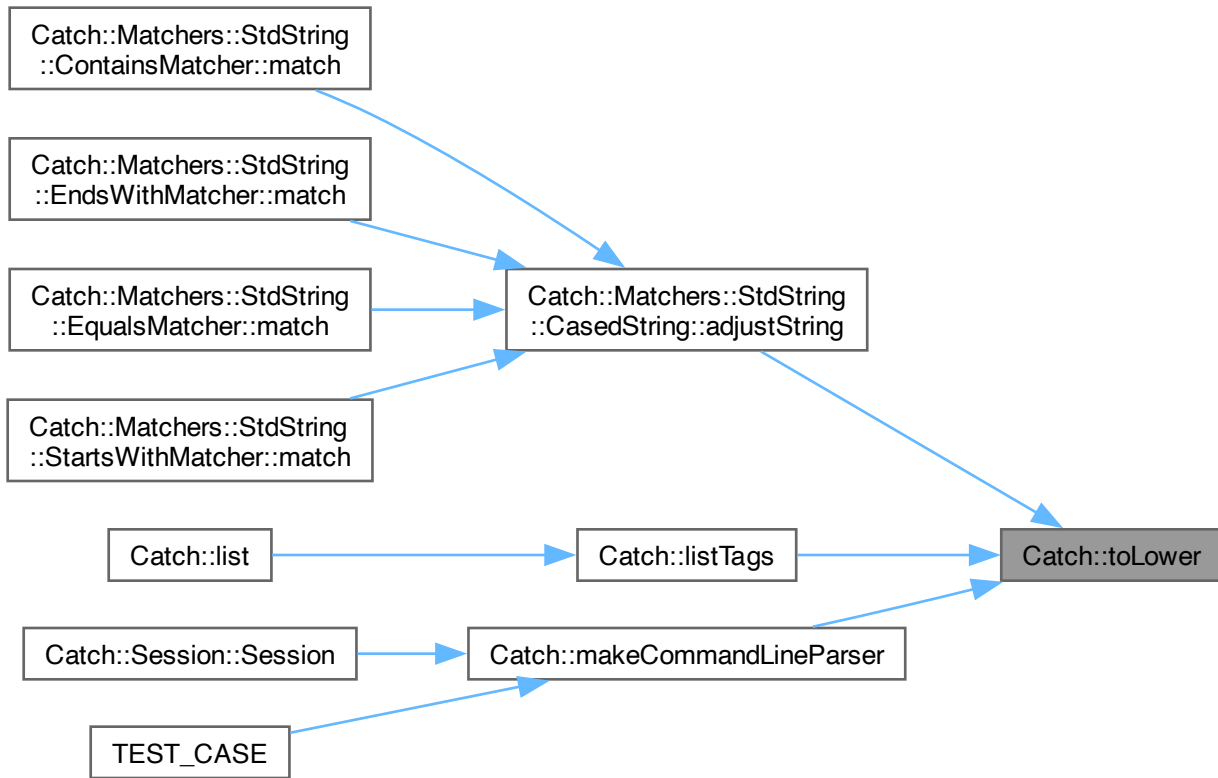 Catch::Matchers::StdString
::ContainsMatcher::match
Catch::Matchers::StdString
::EndsWithMatcher::match
Catch::Matchers::StdString
::EqualsMatcher::match
Catch::Matchers::StdString
::StartsWithMatcher::match
Catch::Matchers::StdString
::CasedString::adjustString
Catch::list
Catch::listTags
Catch::toLower
Catch::Session::Session
Catch::makeCommandLineParser
TEST_CASE